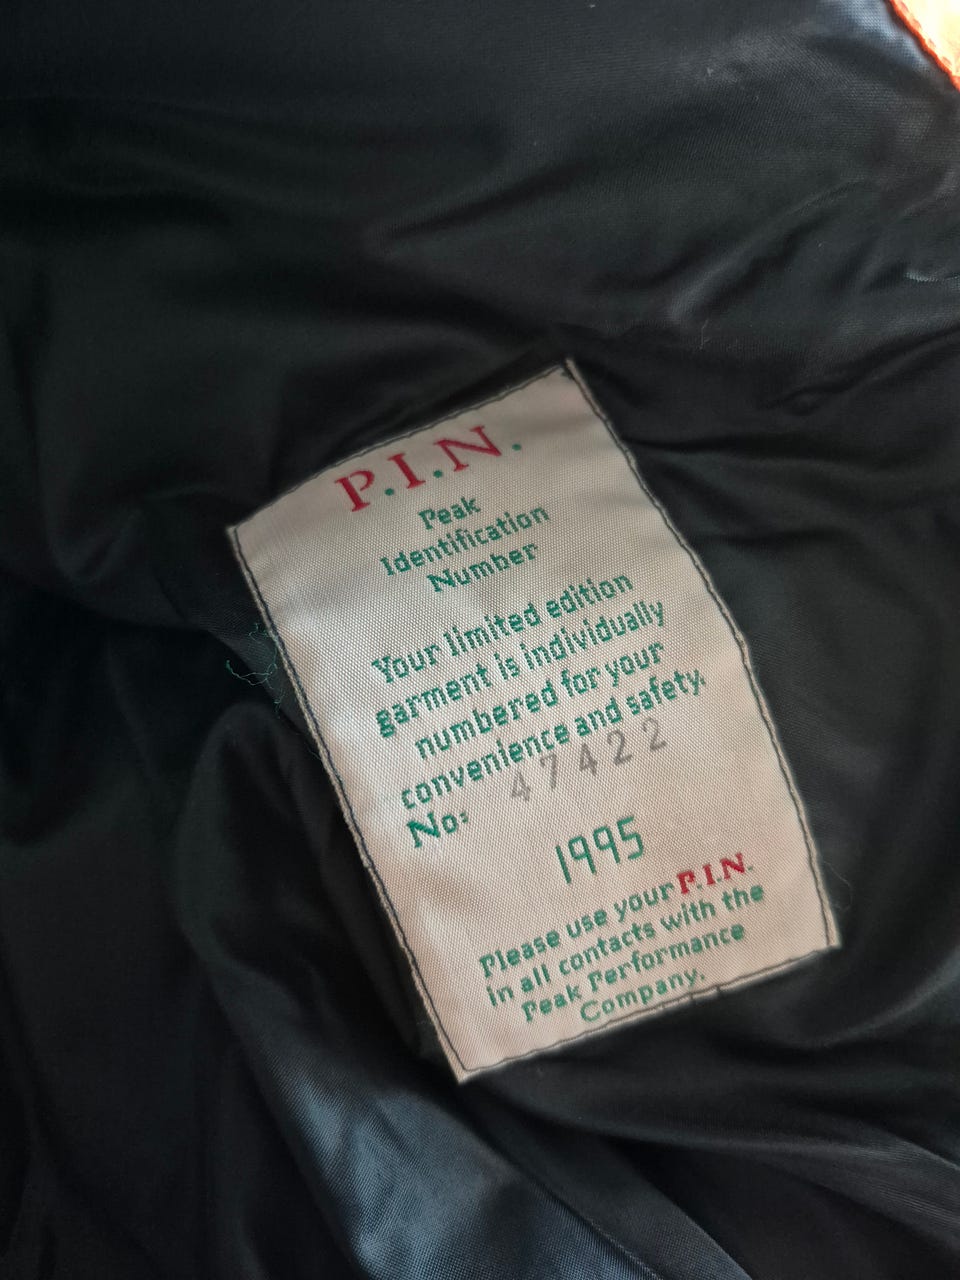 P.I.N.
Peak
Identification
Number
Your limited edition
garment is individually
numbered for your
convenience and safety.
No: 47422
1995
Please use your P.I.N.
in all contacts with the
Peak Performance
Company.